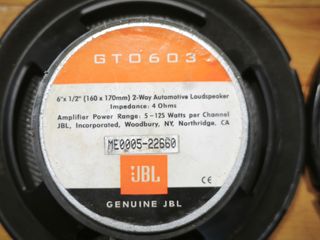 GTO603
6"x 1/2" (160 x 170mm) 2-Way Automotive Loudspeaker
Impedance: 4 Ohms
Amplifier Power Range: 5-125 Watts per Channel
JBL, Incorporated, Woodbury, NY, Northridge, CA
ME0005-22660
JBL
CE
GENUINE JBL